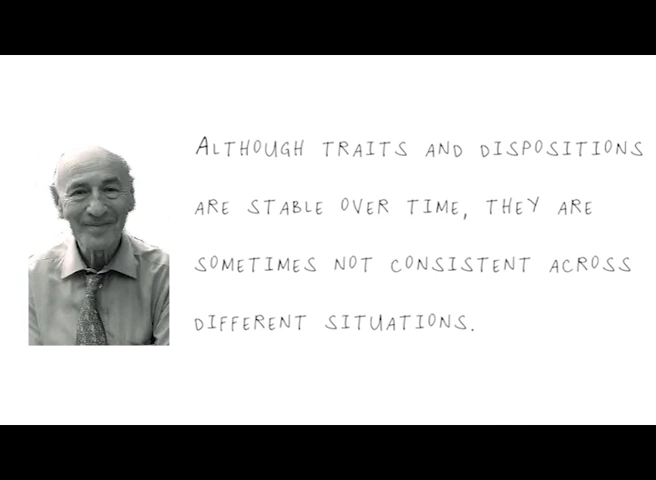 ALTHOUGH TRAITS AND DISPOSITIONS
ARE STABLE OVER TIME, THEY ARE
SOMETIMES NOT CONSISTENT ACROSS
DIFFERENT SITUATIONS.